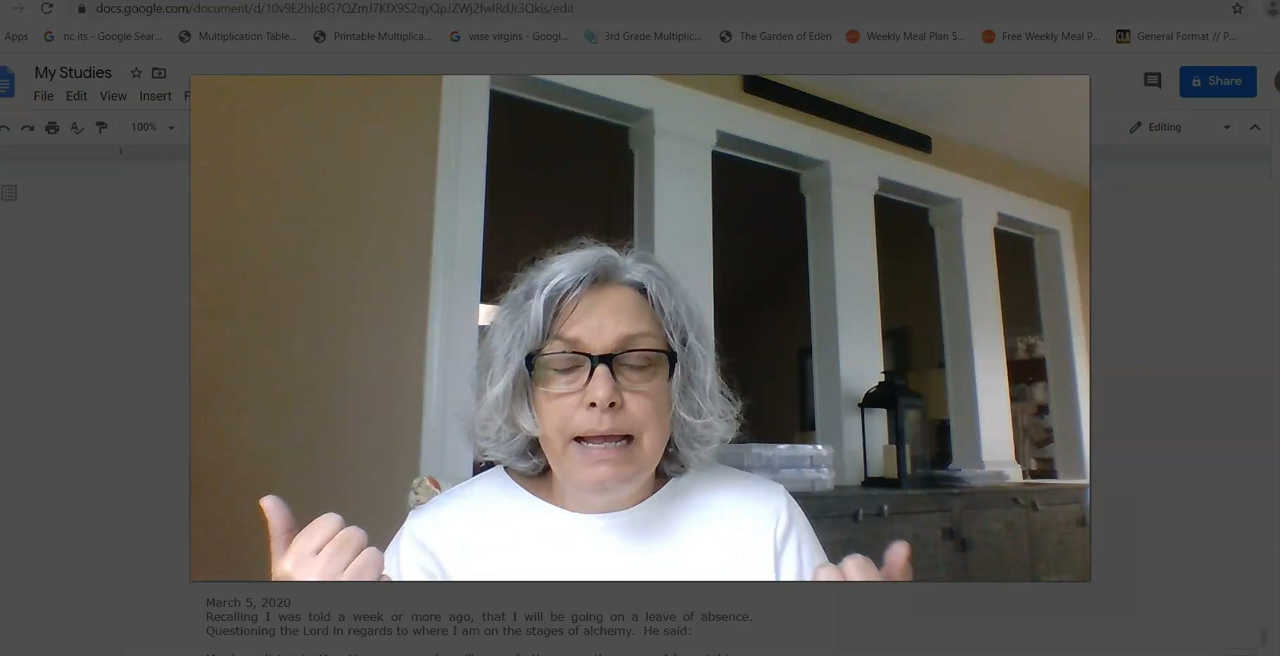 docs.google.com/document/d/10v9E2hlcBG7QZmJ7KfX9S2qyQpJZWj2fwIRdJr3Qkis/edit
Apps nc its - Google Sear... Multiplication Table... Printable Multiplica... wise virgins - Googl... 3rd Grade Multiplic... The Garden of Eden Weekly Meal Plan S... Free Weekly Meal P... General Format // P...
My Studies
Share
File Edit View Insert F
100%
Editing
1
March 5, 2020
Recalling I was told a week or more ago, that I will be going on a leave of absence.
Questioning the Lord in regards to where I am on the stages of alchemy. He said: